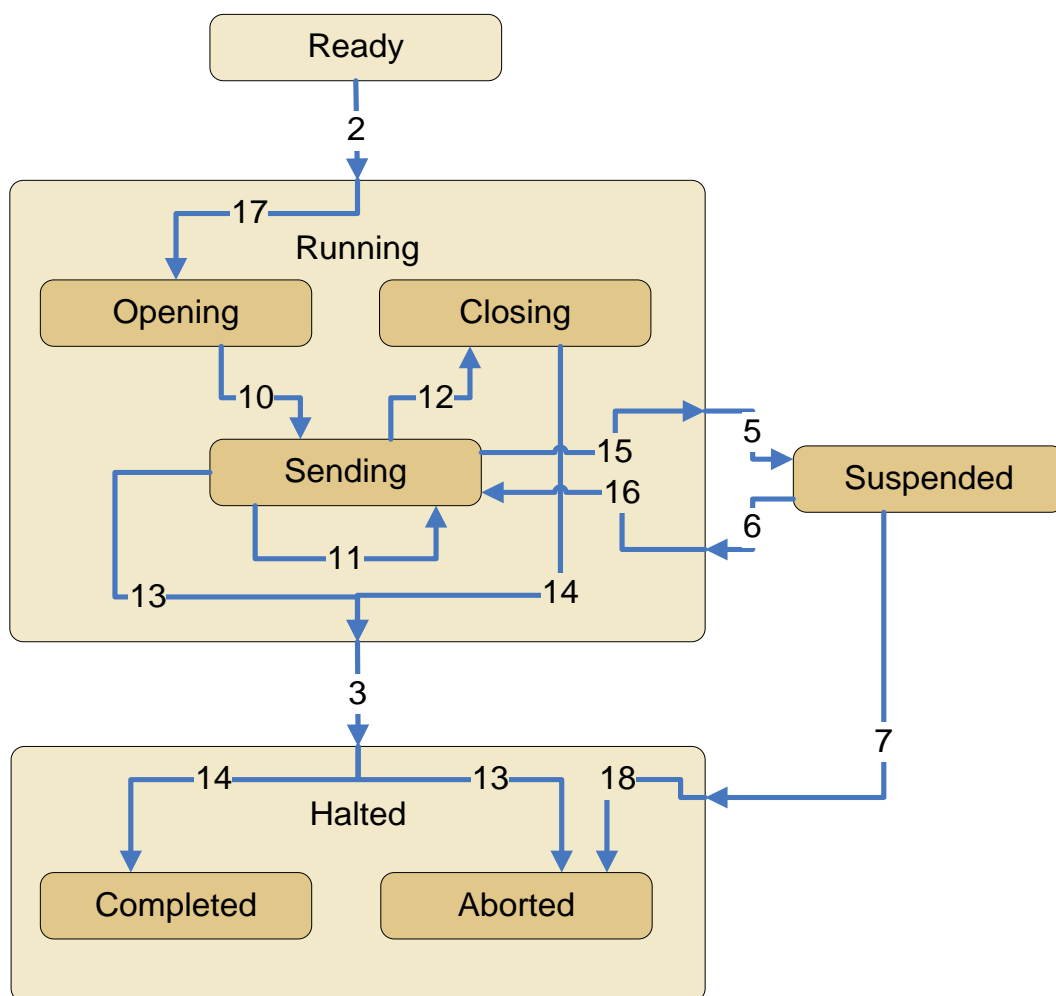 Ready
2
17
Running
Opening
Closing
10
12
15
5
Sending
Suspended
16
6
11
13
14
3
7
14
13
18
Halted
Completed
Aborted